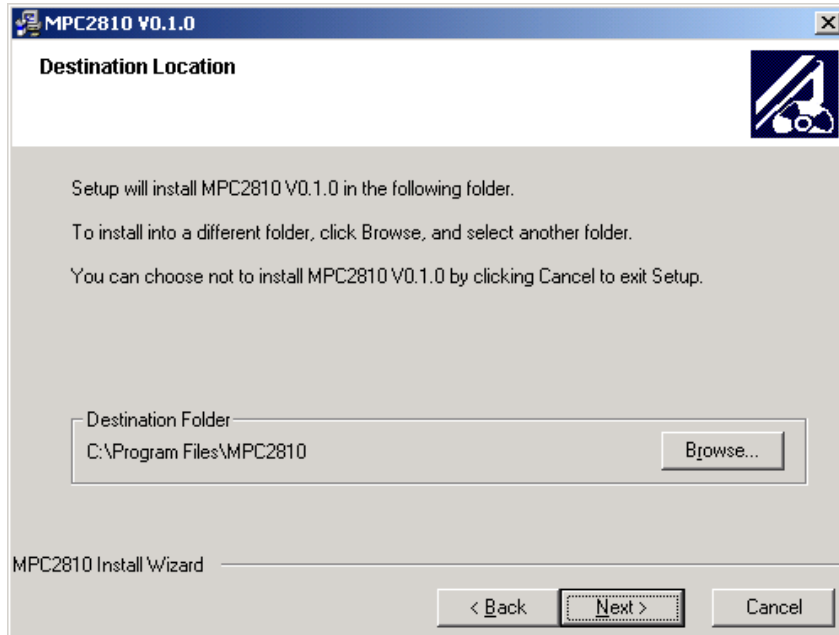 MPC2810 V0.1.0
Destination Location
Setup will install MPC2810 V0.1.0 in the following folder.
To install into a different folder, click Browse, and select another folder.
You can choose not to install MPC2810 V0.1.0 by clicking Cancel to exit Setup.
Destination Folder
C:\Program Files\MPC2810
Browse...
MPC2810 Install Wizard
< Back Next > Cancel